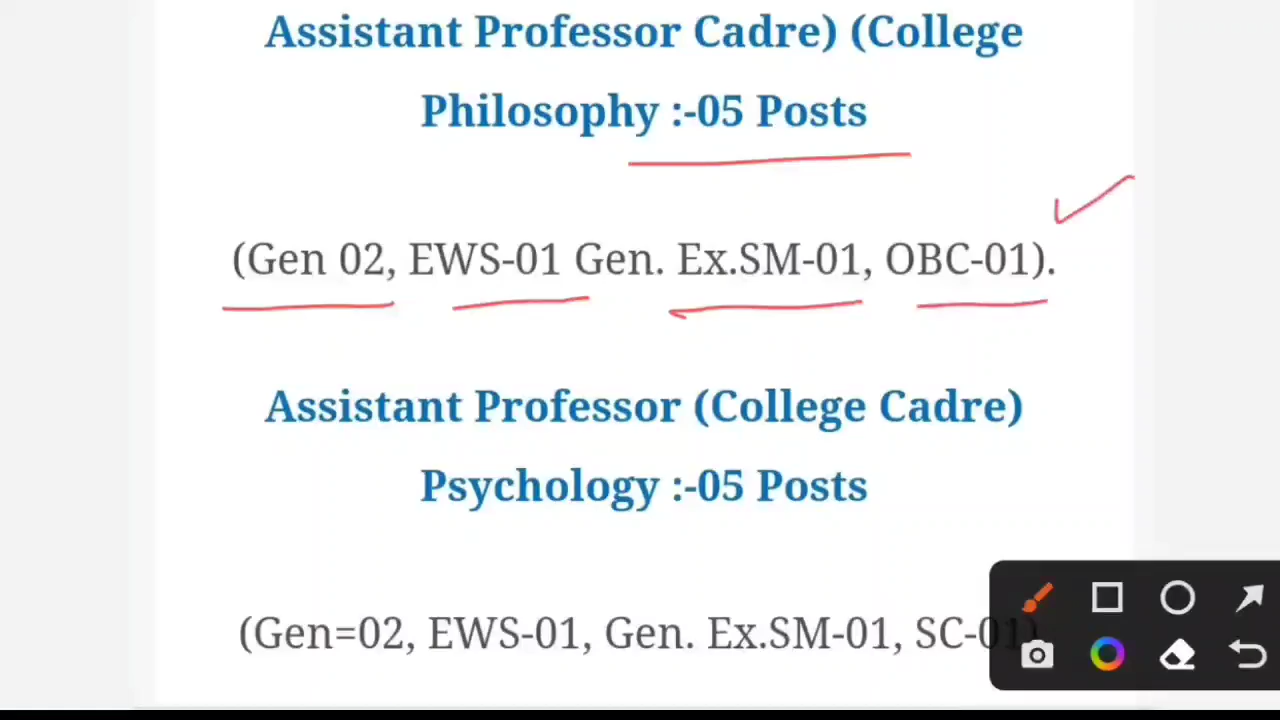 Assistant Professor Cadre) (College
Philosophy :-05 Posts
(Gen 02, EWS-01 Gen. Ex.SM-01, OBC-01).
Assistant Professor (College Cadre)
Psychology :-05 Posts
(Gen=02, EWS-01, Gen. Ex.SM-01, SC-01)